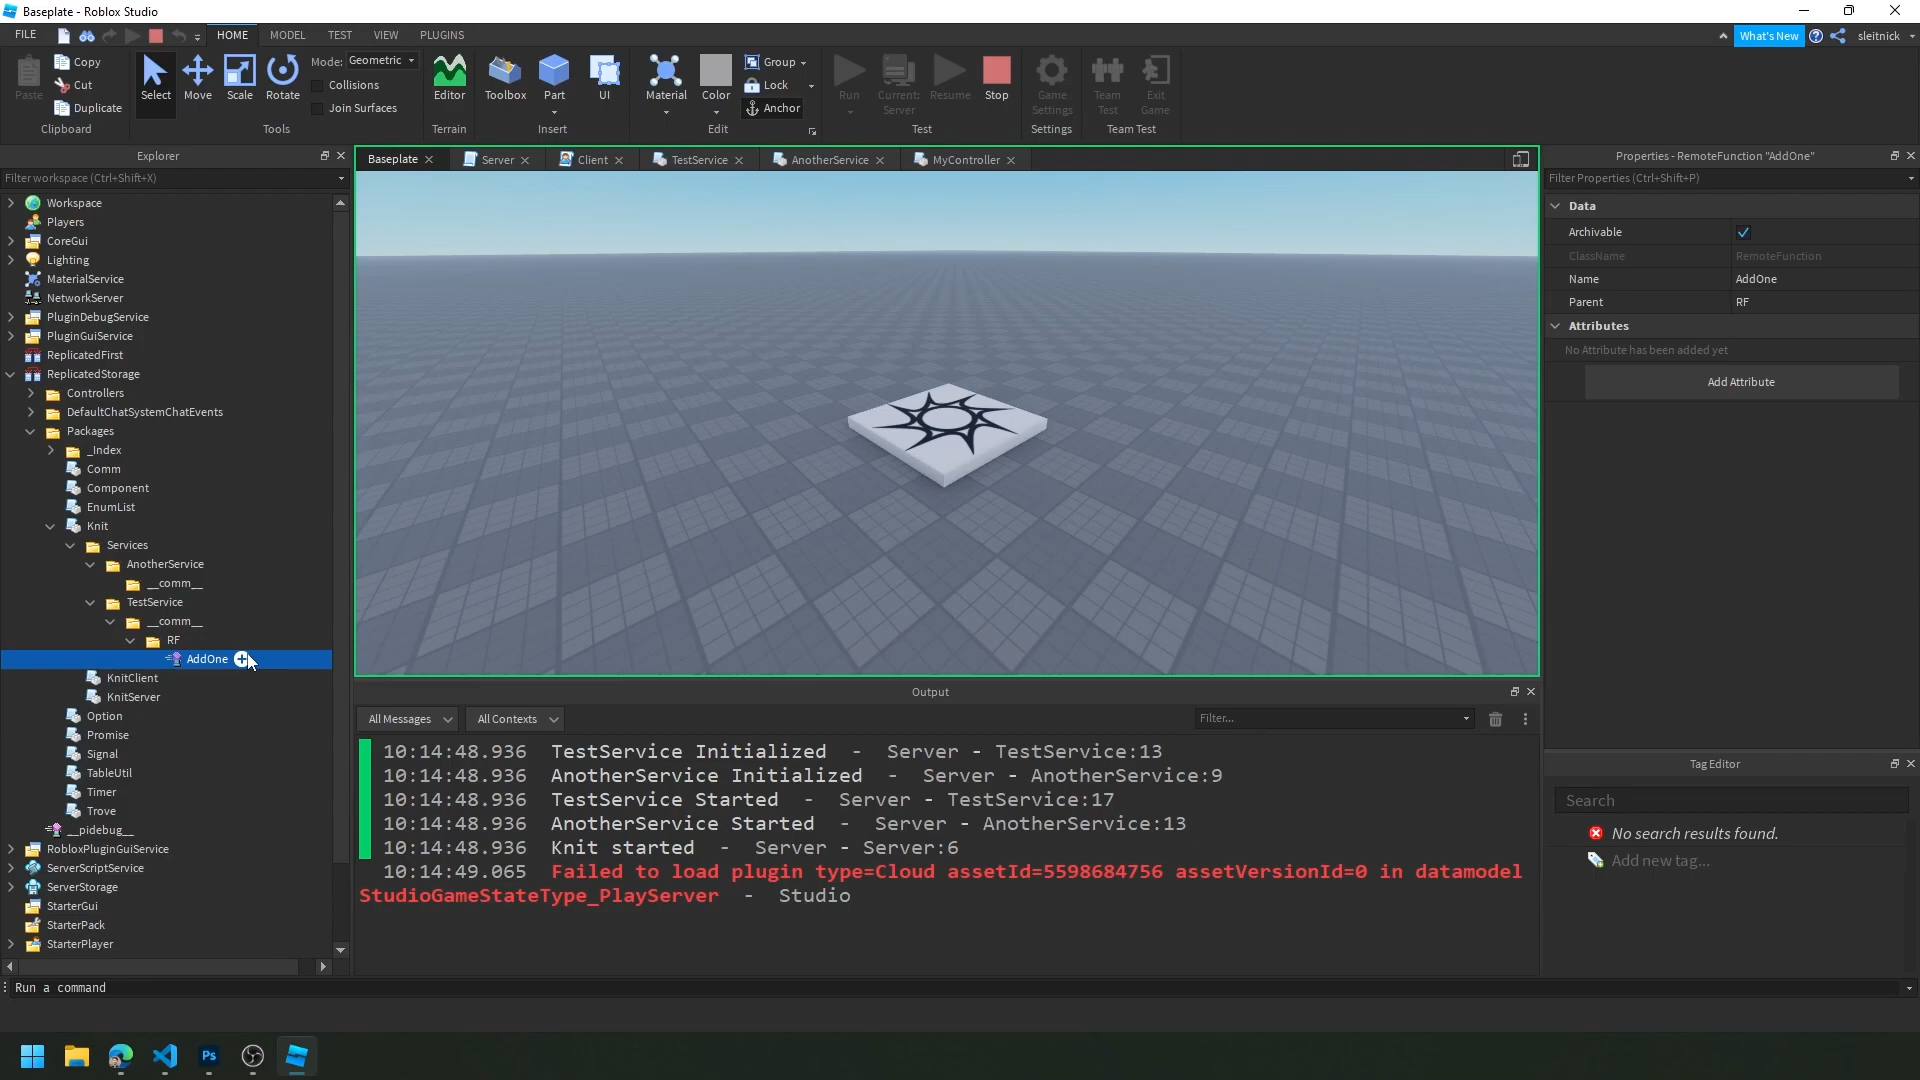 Baseplate - Roblox Studio
FILE
HOME
MODEL
TEST
VIEW
PLUGINS
What's New
sleitnick
Paste
Copy
Cut
Duplicate
Clipboard
Select
Move
Scale
Rotate
Mode: Geometric
Collisions
Join Surfaces
Tools
Editor
Terrain
Toolbox
Part
UI
Insert
Material
Color
Group
Lock
Anchor
Edit
Run
Current:
Server
Resume
Stop
Test
Game
Settings
Settings
Team
Test
Exit
Game
Team Test
Explorer
Filter workspace (Ctrl+Shift+X)
Workspace
Players
CoreGui
Lighting
MaterialService
NetworkServer
PluginDebugService
PluginGuiService
ReplicatedFirst
ReplicatedStorage
Controllers
DefaultChatSystemChatEvents
Packages
_Index
Comm
Component
EnumList
Knit
Services
AnotherService
__comm__
TestService
__comm__
RF
AddOne
KnitClient
KnitServer
Option
Promise
Signal
TableUtil
Timer
Trove
__pidebug__
RobloxPluginGuiService
ServerScriptService
ServerStorage
StarterGui
StarterPack
StarterPlayer
Baseplate
Server
Client
TestService
AnotherService
MyController
Output
All Messages
All Contexts
Filter...
10:14:48.936 TestService Initialized - Server - TestService:13
10:14:48.936 AnotherService Initialized - Server - AnotherService:9
10:14:48.936 TestService Started - Server - TestService:17
10:14:48.936 AnotherService Started - Server - AnotherService:13
10:14:48.936 Knit started - Server - Server:6
10:14:49.065 Failed to load plugin type=Cloud assetId=5598684756 assetVersionId=0 in datamodel
StudioGameStateType_PlayServer - Studio
Properties - RemoteFunction "AddOne"
Filter Properties (Ctrl+Shift+P)
Data
Archivable
ClassName RemoteFunction
Name AddOne
Parent RF
Attributes
No Attribute has been added yet
Add Attribute
Tag Editor
Search
No search results found.
Add new tag...
Run a command
Ps